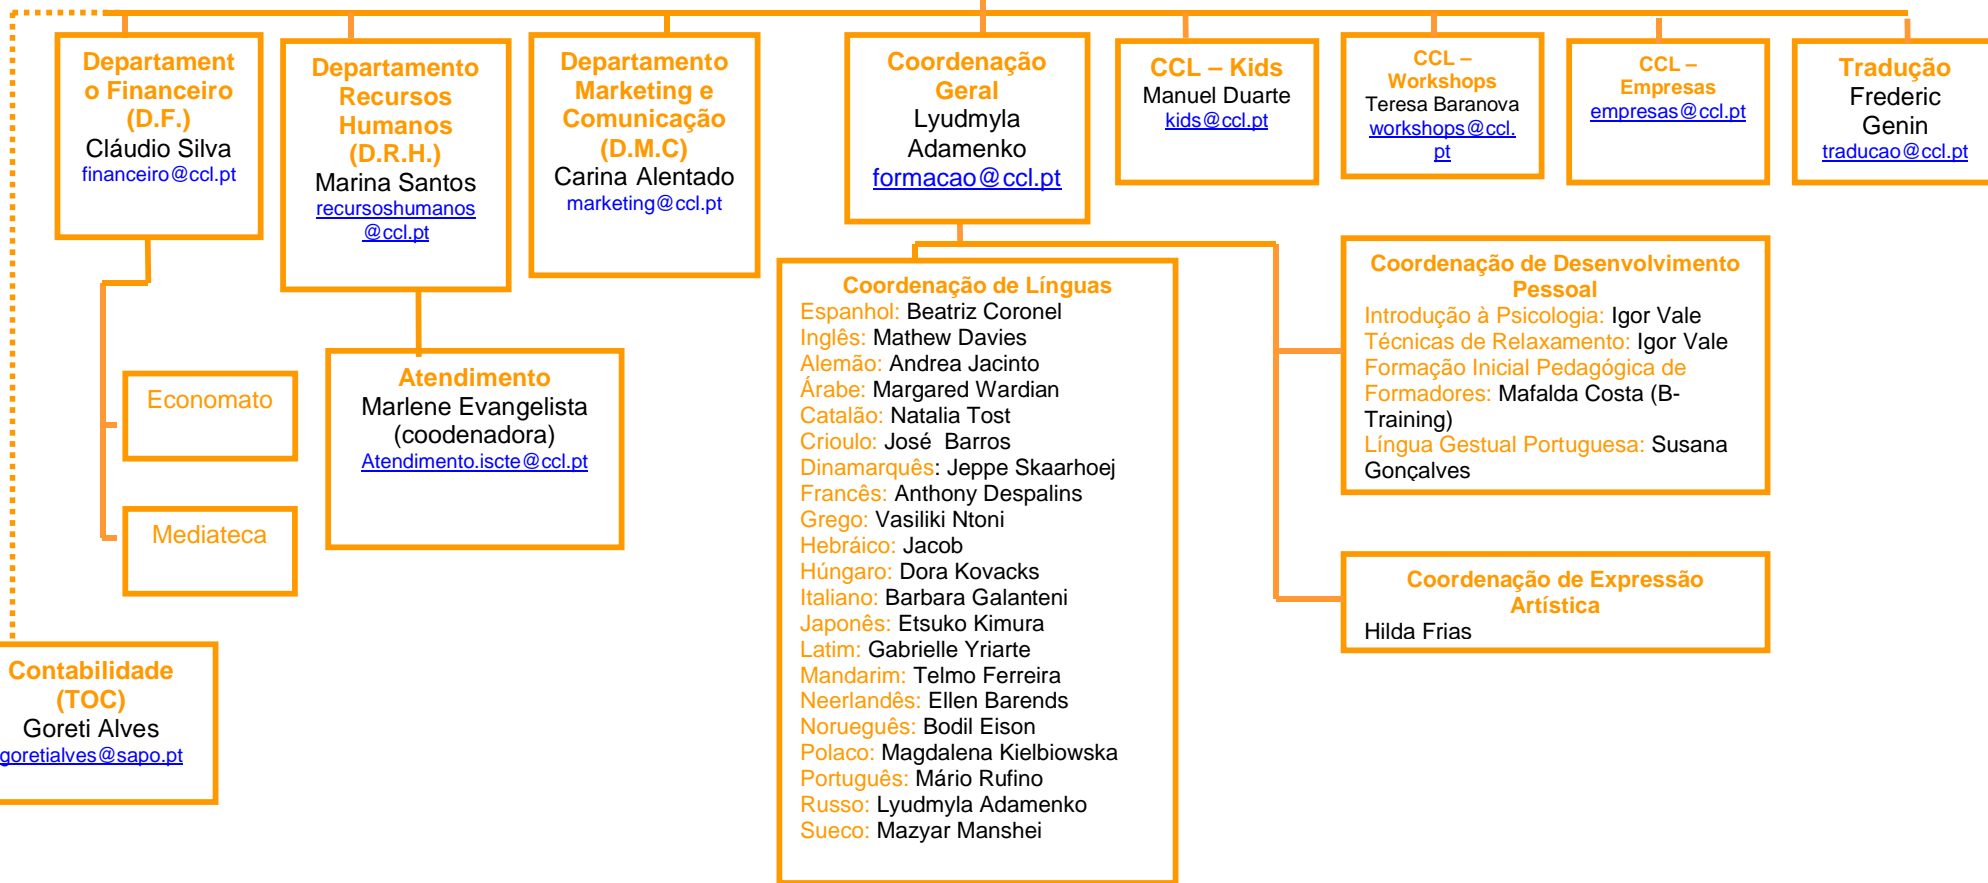 Departament
o Financeiro
(D.F.)
Cláudio Silva
financeiro@ccl.pt
Departamento
Recursos
Humanos
(D.R.H.)
Marina Santos
recursoshumanos
@ccl.pt
Departamento
Marketing e
Comunicação
(D.M.C)
Carina Alentado
marketing@ccl.pt
Coordenação
Geral
Lyudmyla
Adamenko
formacao@ccl.pt
CCL – Kids
Manuel Duarte
kids@ccl.pt
CCL –
Workshops
Teresa Baranova
workshops@ccl.
pt
CCL –
Empresas
empresas@ccl.pt
Tradução
Frederic
Genin
traducao@ccl.pt
Economato
Mediateca
Atendimento
Marlene Evangelista
(coodenadora)
Atendimento.iscte@ccl.pt
Coordenação de Línguas
Espanhol: Beatriz Coronel
Inglês: Mathew Davies
Alemão: Andrea Jacinto
Árabe: Margared Wardian
Catalão: Natalia Tost
Crioulo: José  Barros
Dinamarquês: Jeppe Skaarhoej
Francês: Anthony Despalins
Grego: Vasiliki Ntoni
Hebráico: Jacob
Húngaro: Dora Kovacks
Italiano: Barbara Galanteni
Japonês: Etsuko Kimura
Latim: Gabrielle Yriarte
Mandarim: Telmo Ferreira
Neerlandês: Ellen Barends
Norueguês: Bodil Eison
Polaco: Magdalena Kielbiowska
Português: Mário Rufino
Russo: Lyudmyla Adamenko
Sueco: Mazyar Manshei
Coordenação de Desenvolvimento
Pessoal
Introdução à Psicologia: Igor Vale
Técnicas de Relaxamento: Igor Vale
Formação Inicial Pedagógica de
Formadores: Mafalda Costa (B-
Training)
Língua Gestual Portuguesa: Susana
Gonçalves
Coordenação de Expressão
Artística
Hilda Frias
Contabilidade
(TOC)
Goreti Alves
goretialves@sapo.pt